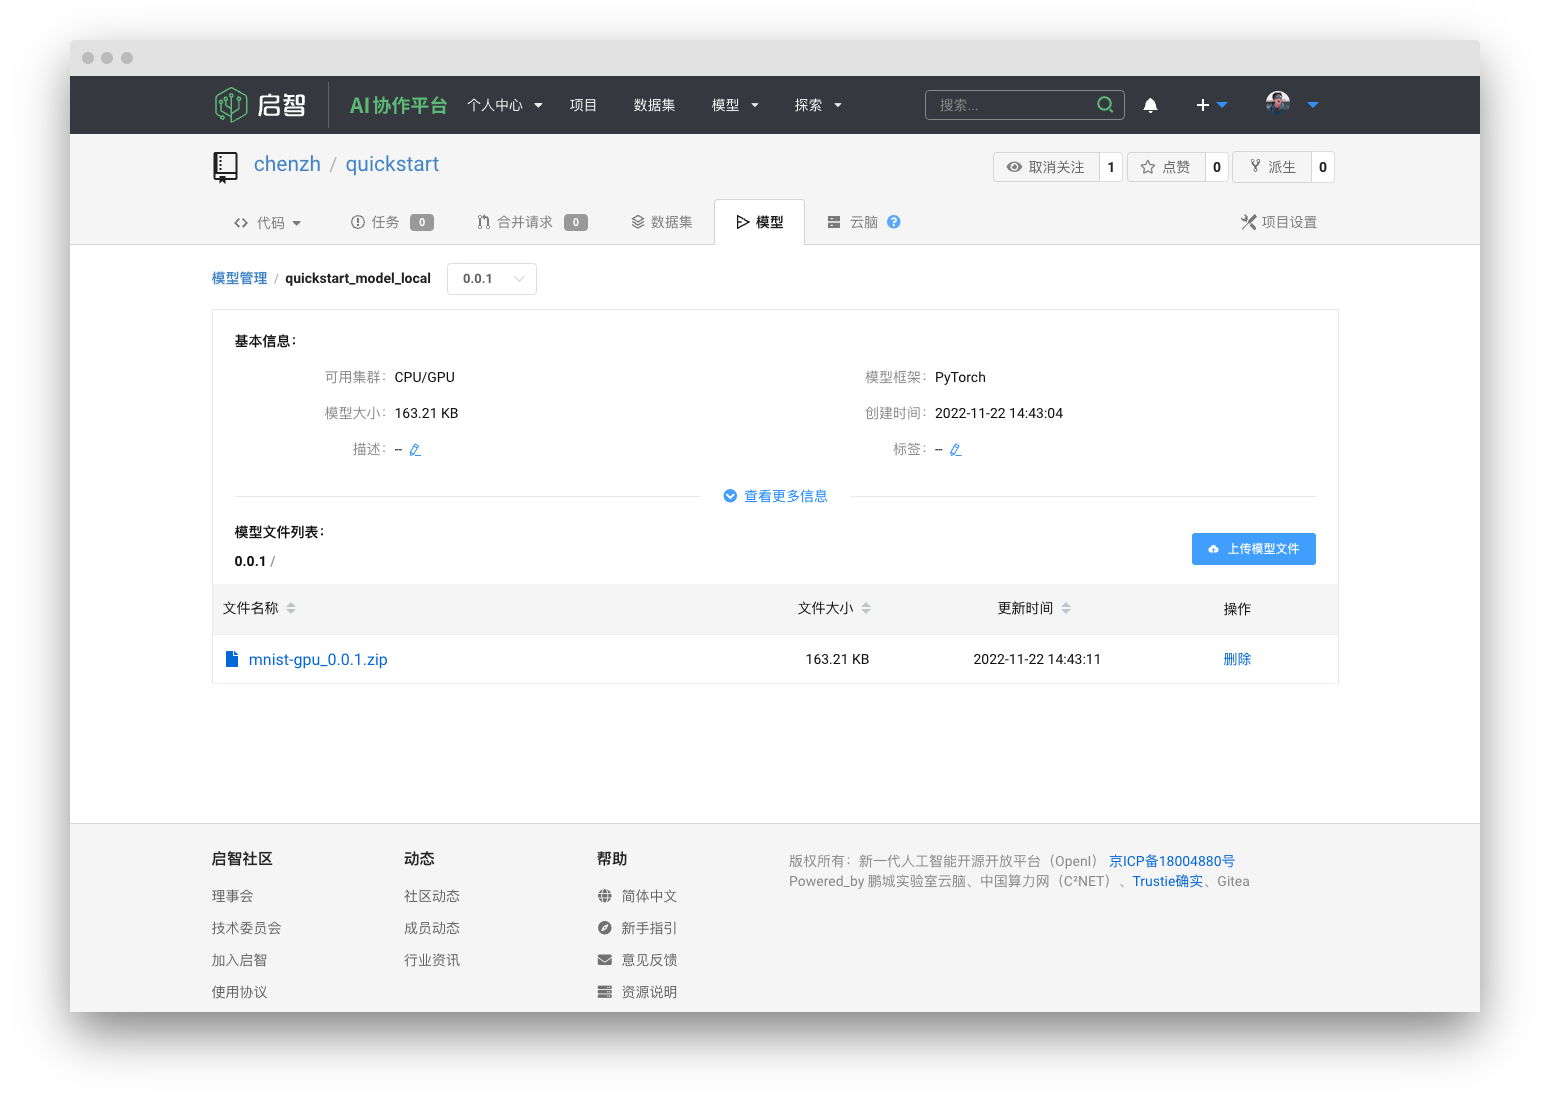 启智 AI协作平台 个人中心 项目 数据集 模型 探索 搜索...
chenzh / quickstart 取消关注 1 点赞 0 派生 0
代码 任务 0 合并请求 0 数据集 模型 云脑 ? 项目设置
模型管理 / quickstart_model_local 0.0.1
基本信息：
可用集群： CPU/GPU 模型框架： PyTorch
模型大小： 163.21 KB 创建时间： 2022-11-22 14:43:04
描述： -- 标签： --
查看更多信息
模型文件列表：
0.0.1 / 上传模型文件
文件名称 文件大小 更新时间 操作
mnist-gpu_0.0.1.zip 163.21 KB 2022-11-22 14:43:11 删除
启智社区 动态 帮助
版权所有：新一代人工智能开源开放平台（OpenI） 京ICP备18004880号
Powered_by 鹏城实验室云脑、中国算力网（C²NET）、Trustie确实、Gitea
理事会 社区动态 简体中文
技术委员会 成员动态 新手指引
加入启智 行业资讯 意见反馈
使用协议 资源说明